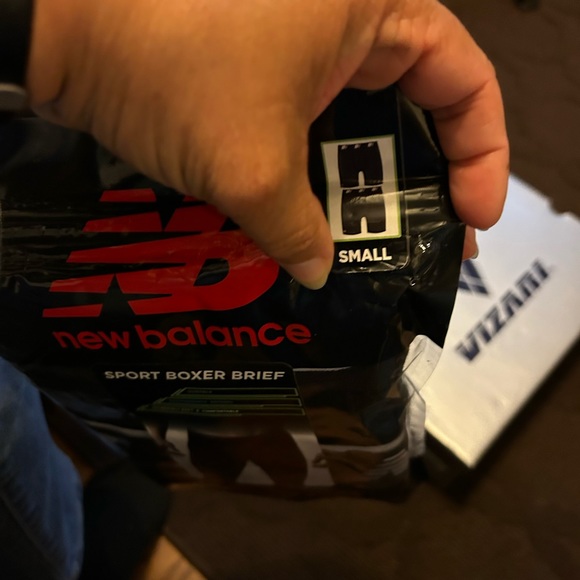 SMALL
new balance
SPORT BOXER BRIEF
VIZARI